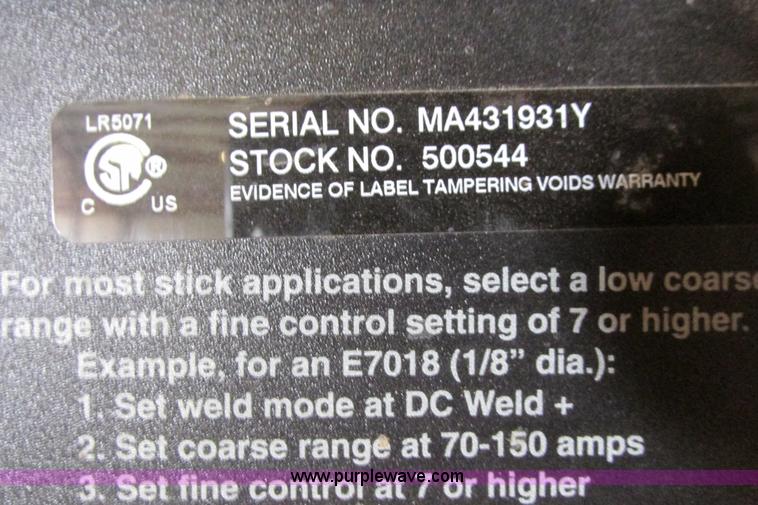 LR5071
SERIAL NO. MA431931Y
STOCK NO. 500544
EVIDENCE OF LABEL TAMPERING VOIDS WARRANTY
C US
For most stick applications, select a low coarse
range with a fine control setting of 7 or higher.
Example, for an E7018 (1/8" dia.):
1. Set weld mode at DC Weld +
2. Set coarse range at 70-150 amps
www.purplewave.com
3. Set fine control at 7 or higher